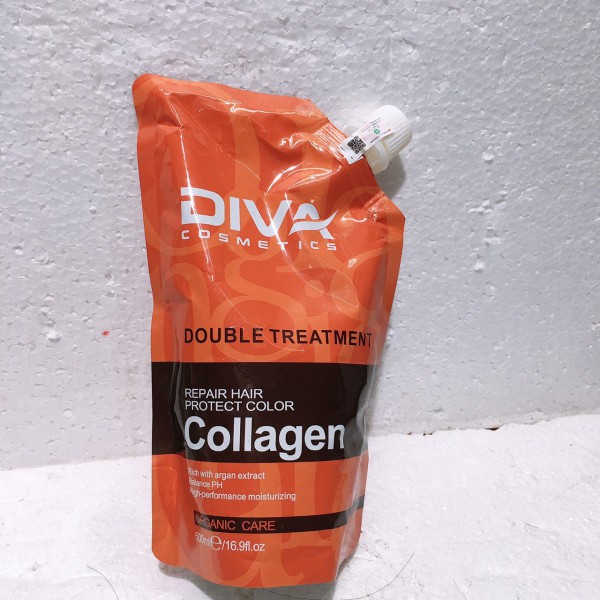 DIVA
COSMETICS
DOUBLE TREATMENT
REPAIR HAIR
PROTECT COLOR
Collagen
Rich with argan extract
Balance PH
High-performance moisturizing
ORGANIC CARE
500ml℮/16.9fl.oz